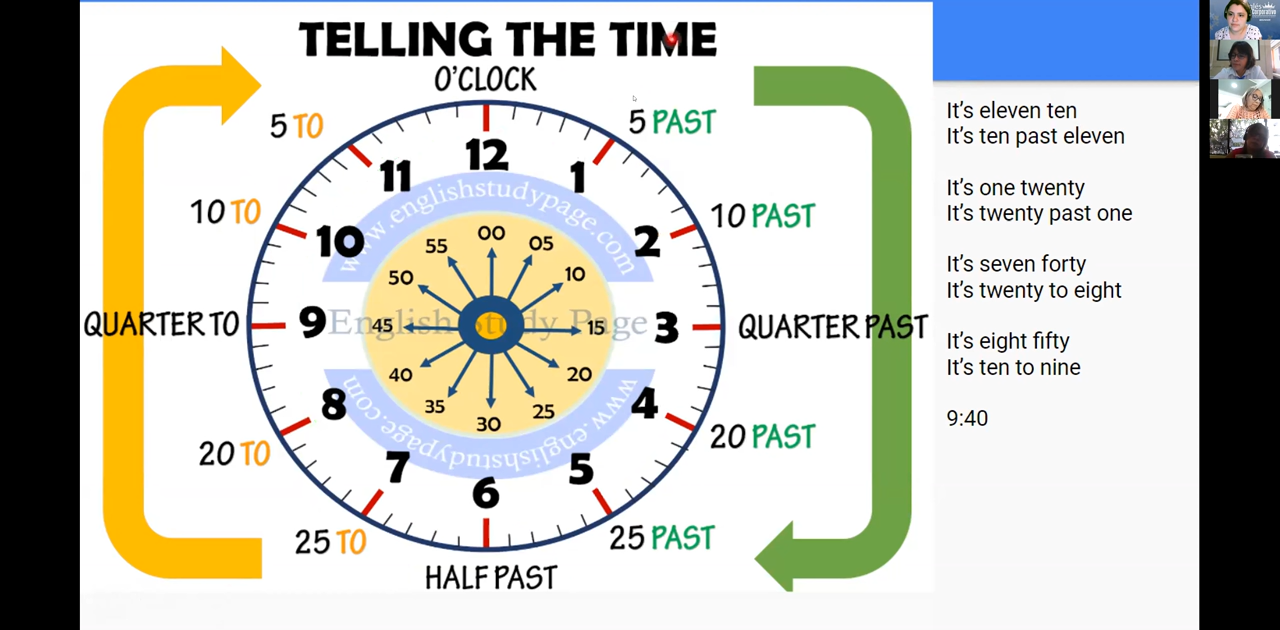 TELLING THE TIME
O'CLOCK
5 TO
5 PAST
12
11
1
10 TO
10 PAST
10
2
www.englishstudypage.com
00
55
05
50
10
QUARTER TO
9
English Study Page
45
15
3
QUARTER PAST
40
20
35
25
30
8
4
www.englishstudypage.com
20 TO
20 PAST
7
5
6
25 TO
25 PAST
HALF PAST
It's eleven ten
It's ten past eleven
It's one twenty
It's twenty past one
It's seven forty
It's twenty to eight
It's eight fifty
It's ten to nine
9:40